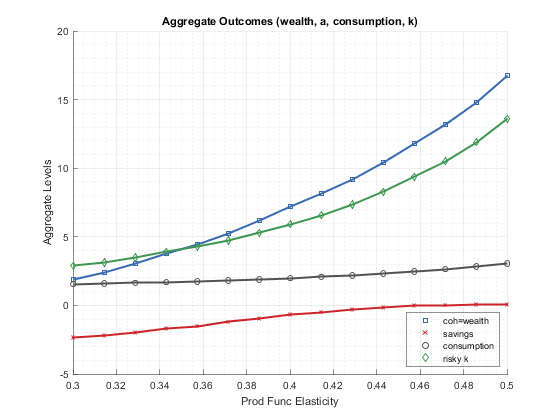 Aggregate Outcomes (wealth, a, consumption, k)
20
15
10
5
0
-5
Aggregate Levels
0.3 0.32 0.34 0.36 0.38 0.4 0.42 0.44 0.46 0.48 0.5
Prod Func Elasticity
coh=wealth
savings
consumption
risky k